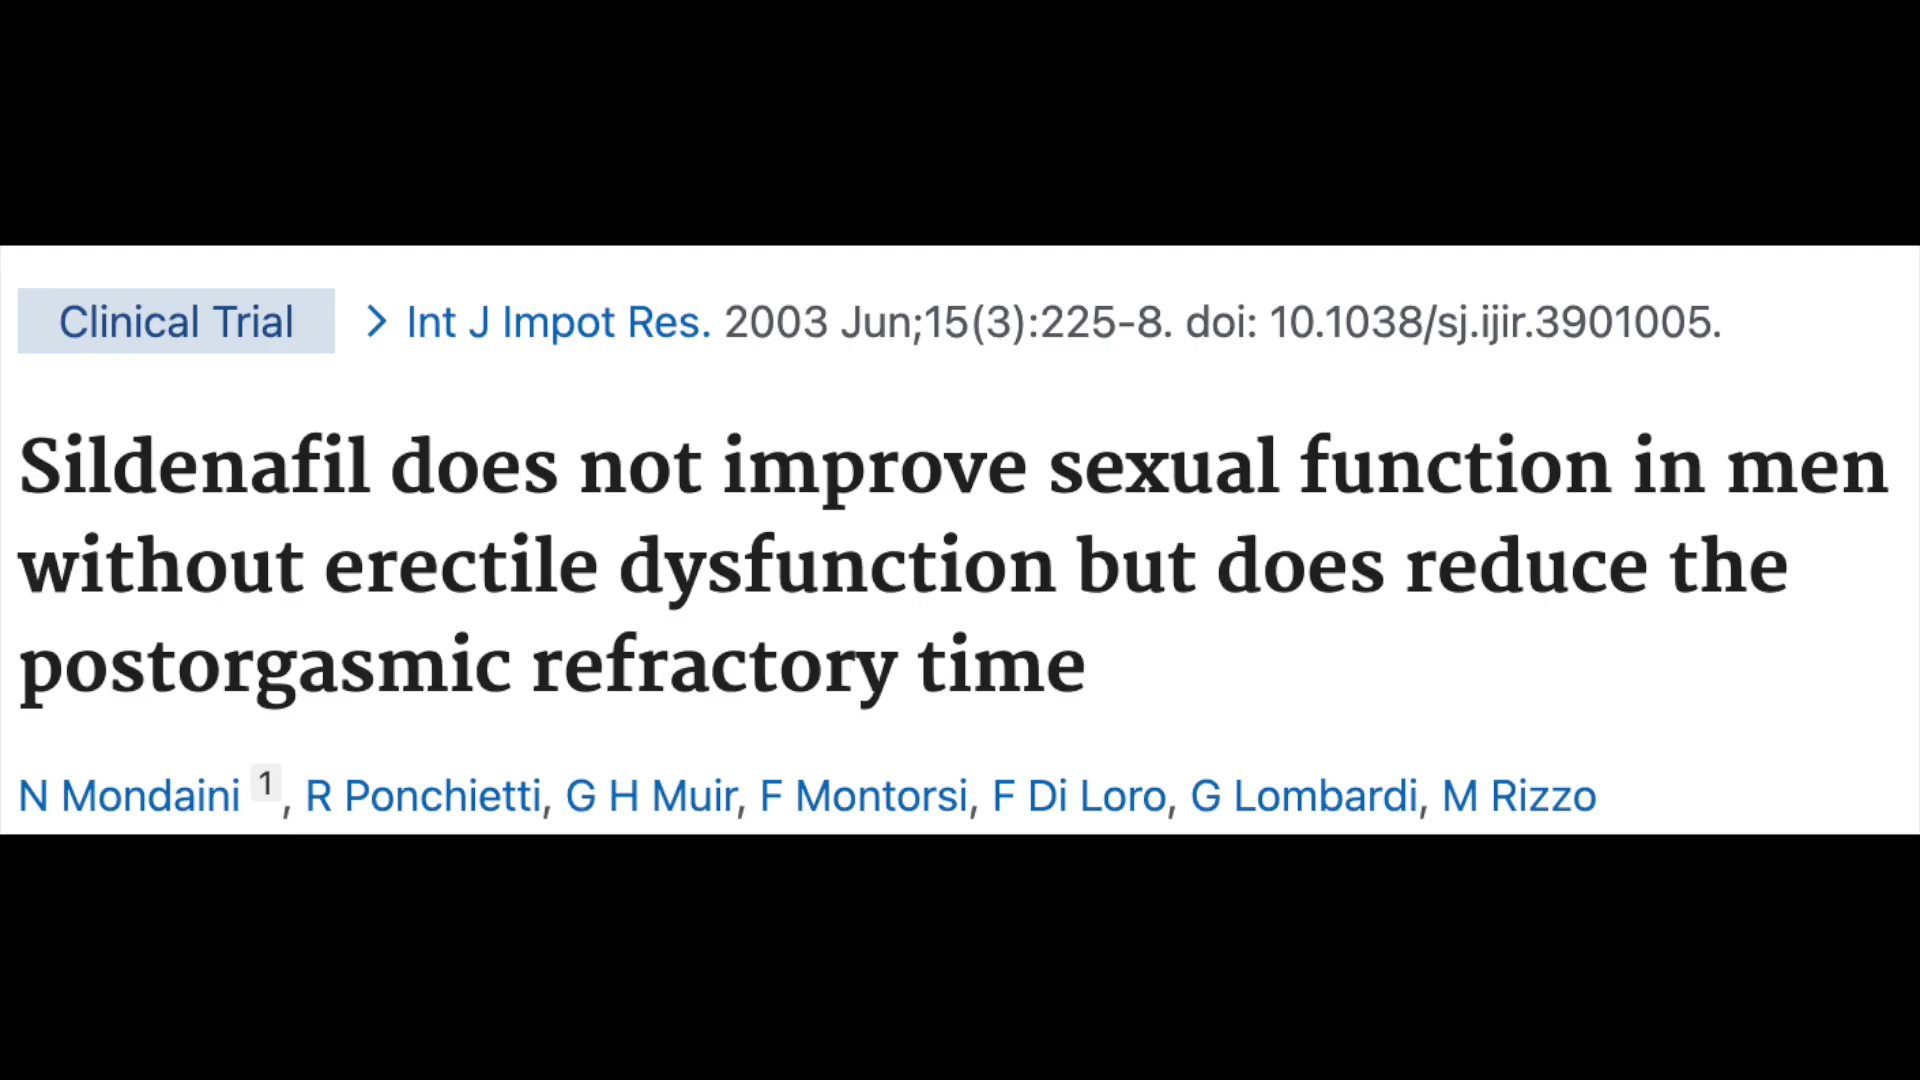 Clinical Trial > Int J Impot Res. 2003 Jun;15(3):225-8. doi: 10.1038/sj.ijir.3901005.
Sildenafil does not improve sexual function in men
without erectile dysfunction but does reduce the
postorgasmic refractory time
N Mondaini 1, R Ponchietti, G H Muir, F Montorsi, F Di Loro, G Lombardi, M Rizzo